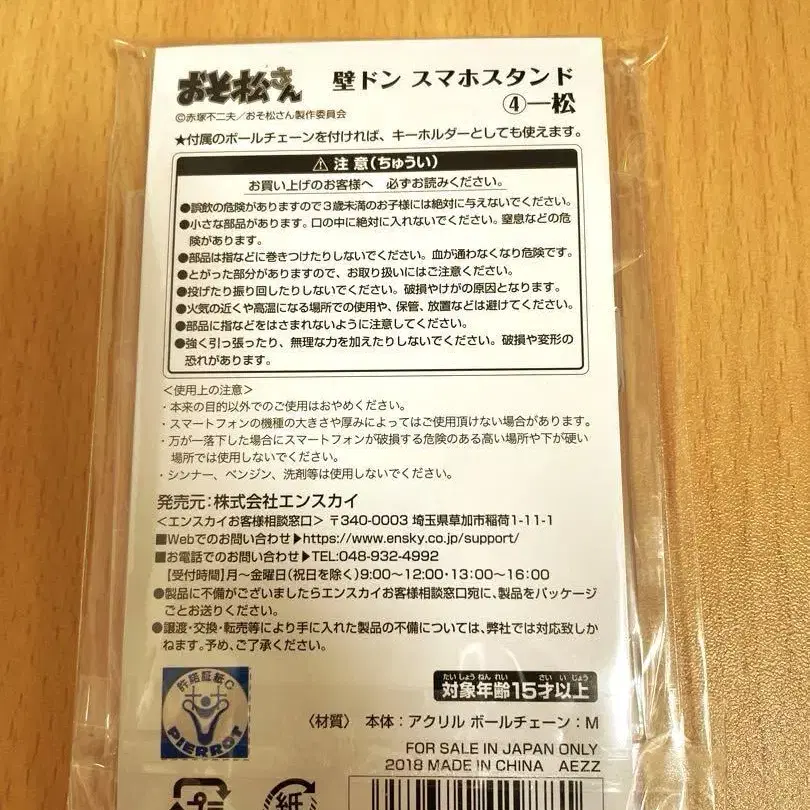 おそ松さん
壁ドン スマホスタンド
④一松
©赤塚不二夫／おそ松さん製作委員会
★付属のボールチェーンを付ければ、キーホルダーとしても使えます。
⚠注意(ちゅうい)
お買い上げのお客様へ 必ずお読みください。
●誤飲の危険がありますので3歳未満のお子様には絶対に与えないでください。
●小さな部品があります。口の中に絶対に入れないでください。窒息などの危
険があります。
●部品は指などに巻きつけたりしないでください。血が通わなくなり危険です。
●とがった部分がありますので、お取り扱いにはご注意ください。
●投げたり振り回したりしないでください。破損やけがの原因となります。
●火気の近くや高温になる場所での使用や、保管、放置などは避けてください。
●部品に指などをはさまれないように注意してください。
●強く引っ張ったり、無理な力を加えたりしないでください。破損や変形の
恐れがあります。
＜使用上の注意＞
・本来の目的以外でのご使用はおやめください。
・スマートフォンの機種の大きさや厚みによってはご使用頂けない場合があります。
・万が一落下した場合にスマートフォンが破損する危険のある高い場所や下が硬い
場所では使用しないでください。
・シンナー、ベンジン、洗剤等は使用しないでください。
発売元：株式会社エンスカイ
＜エンスカイお客様相談窓口＞ 〒340-0003 埼玉県草加市稲荷1-11-1
■Webでのお問い合わせ▶https://www.ensky.co.jp/support/
■お電話でのお問い合わせ▶TEL:048-932-4992
【受付時間】月～金曜日(祝日を除く)9:00～12:00・13:00～16:00
●製品に不備がございましたらエンスカイお客様相談窓口宛に、製品をパッケージ
ごとお送りください。
●譲渡・交換・転売等により手に入れた製品の不備については、弊社では対応致しか
ねます。予め、ご了承ください。
許諾証紙C
PIERROT
たいしょうねんれい さいいじょう
対象年齢15才以上
〈材質〉 本体：アクリル ボールチェーン：M
FOR SALE IN JAPAN ONLY
2018 MADE IN CHINA AEZZ
プ
紙